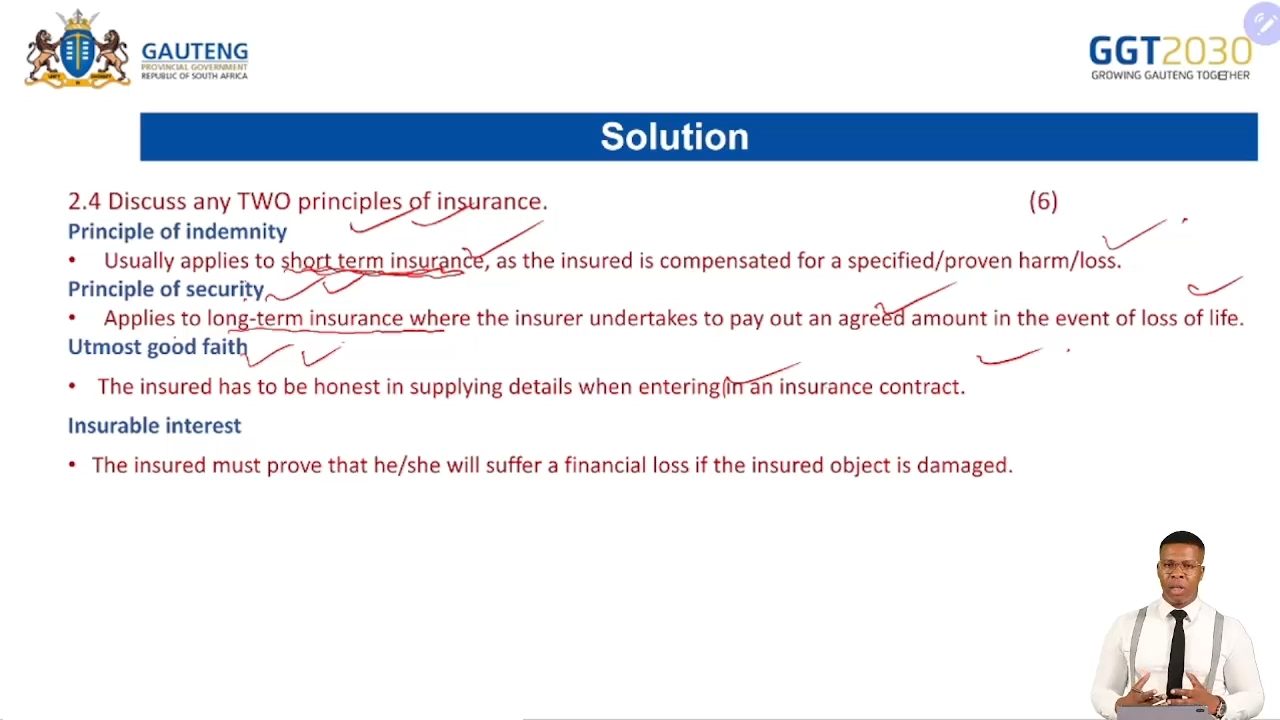 GAUTENG
PROVINCIAL GOVERNMENT
REPUBLIC OF SOUTH AFRICA
GGT2030
GROWING GAUTENG TOGETHER
Solution
2.4 Discuss any TWO principles of insurance. (6)
Principle of indemnity
• Usually applies to short term insurance, as the insured is compensated for a specified/proven harm/loss.
Principle of security
• Applies to long-term insurance where the insurer undertakes to pay out an agreed amount in the event of loss of life.
Utmost good faith
• The insured has to be honest in supplying details when entering in an insurance contract.
Insurable interest
• The insured must prove that he/she will suffer a financial loss if the insured object is damaged.